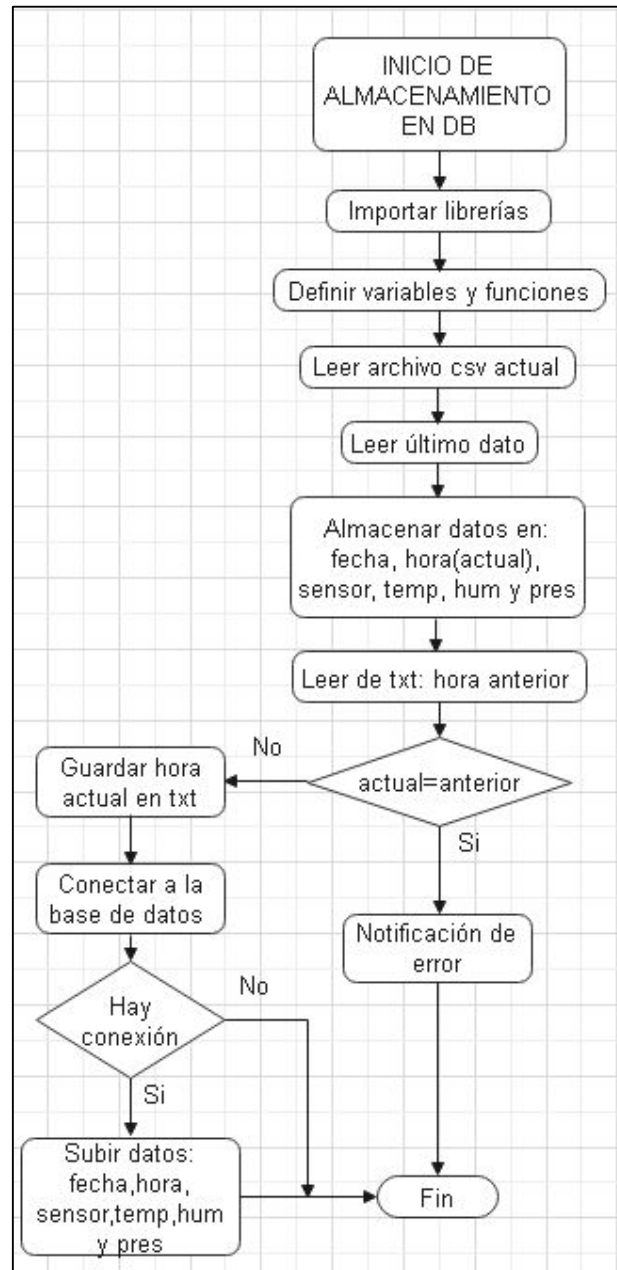 INICIO DE
ALMACENAMIENTO
EN DB
Importar librerías
Definir variables y funciones
Leer archivo csv actual
Leer último dato
Almacenar datos en:
fecha, hora(actual),
sensor, temp, hum y pres
Leer de txt: hora anterior
actual=anterior
No
Guardar hora
actual en txt
Si
Conectar a la
base de datos
Notificación de
error
Hay
conexión
No
Si
Subir datos:
fecha,hora,
sensor,temp,hum
y pres
Fin